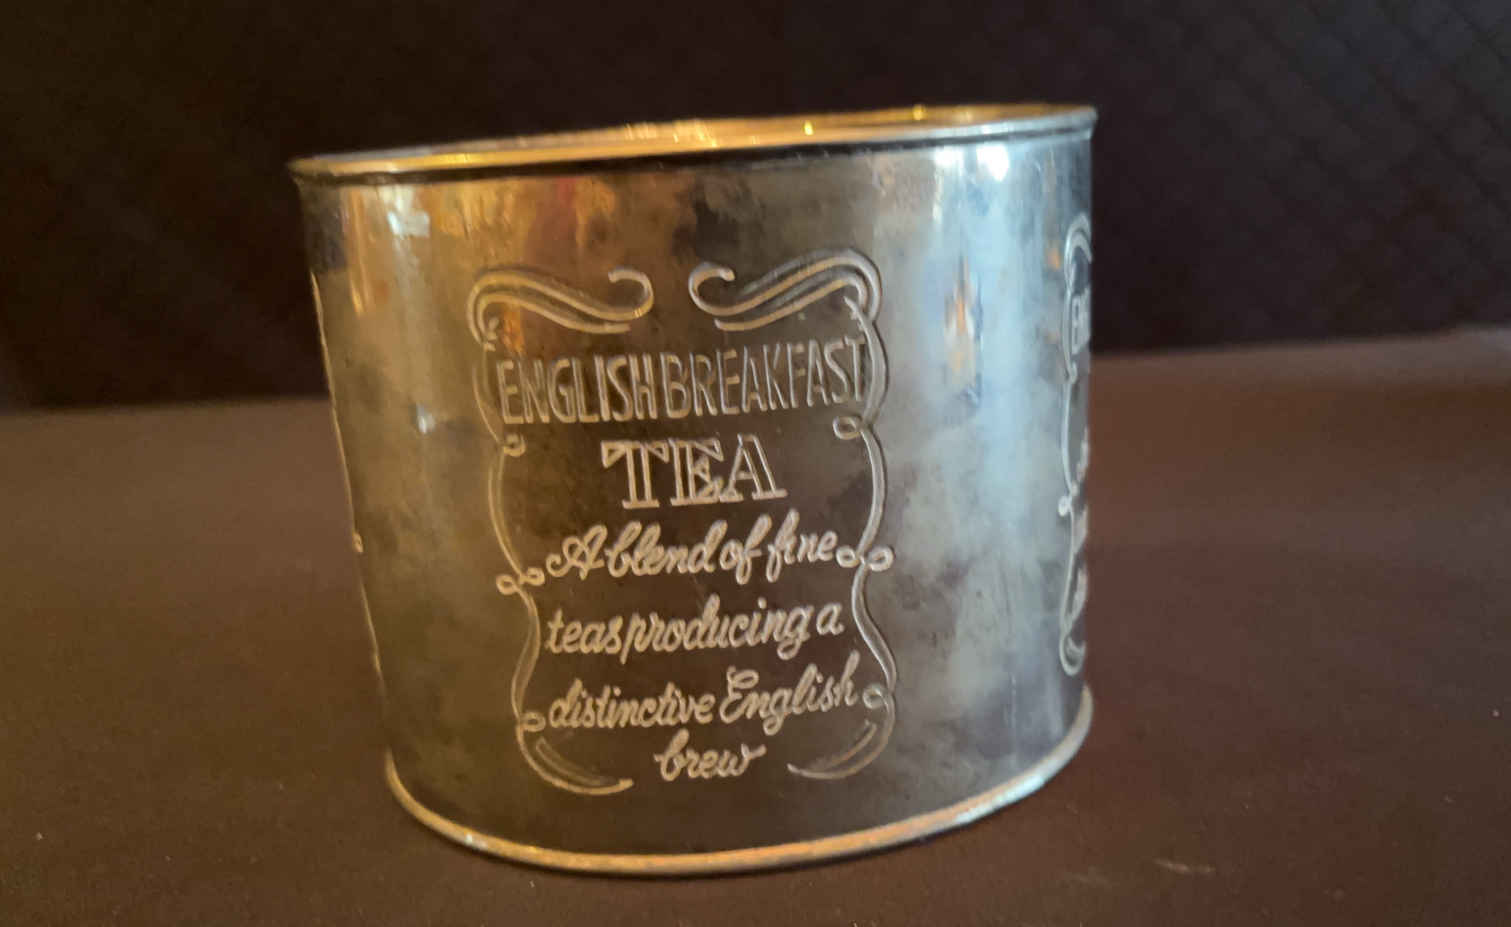 ENGLISH BREAKFAST
TEA
A blend of fine
teas producing a
distinctive English
brew